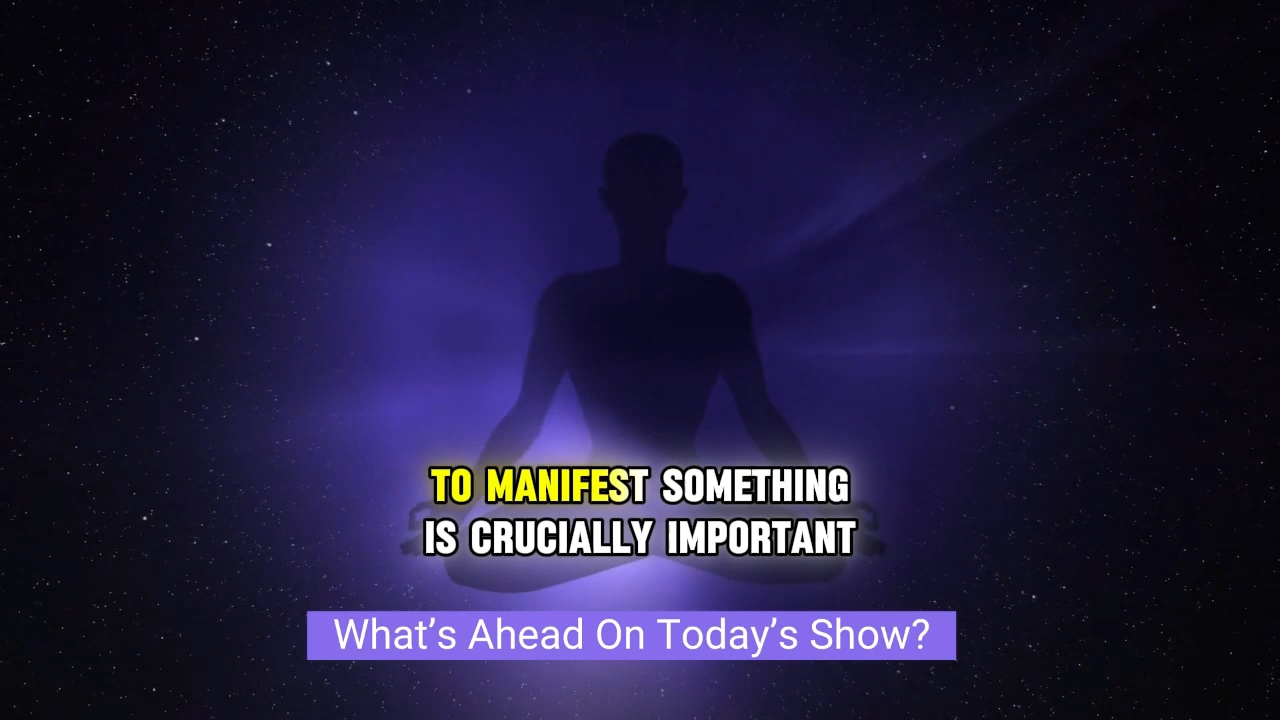 TO MANIFEST SOMETHING
IS CRUCIALLY IMPORTANT
What’s Ahead On Today’s Show?